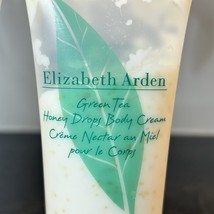 Elizabeth Arden
Green Tea
Honey Drops Body Cream
Crème Nectar au Miel
pour le Corps